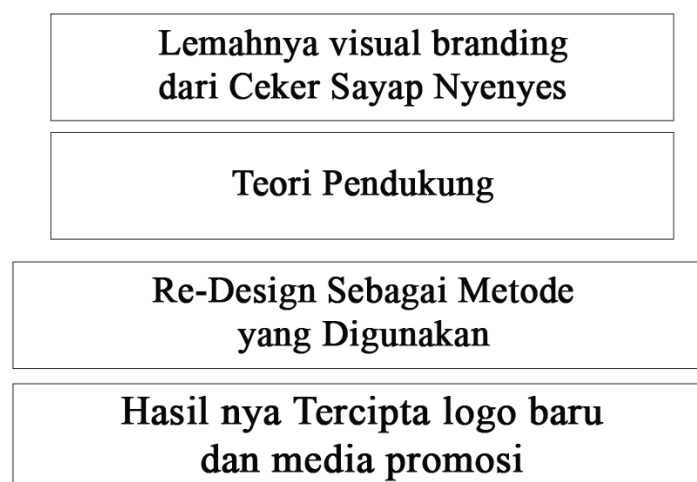 Lemahnya visual branding
dari Ceker Sayap Nyenyes
Teori Pendukung
Re-Design Sebagai Metode
yang Digunakan
Hasil nya Tercipta logo baru
dan media promosi